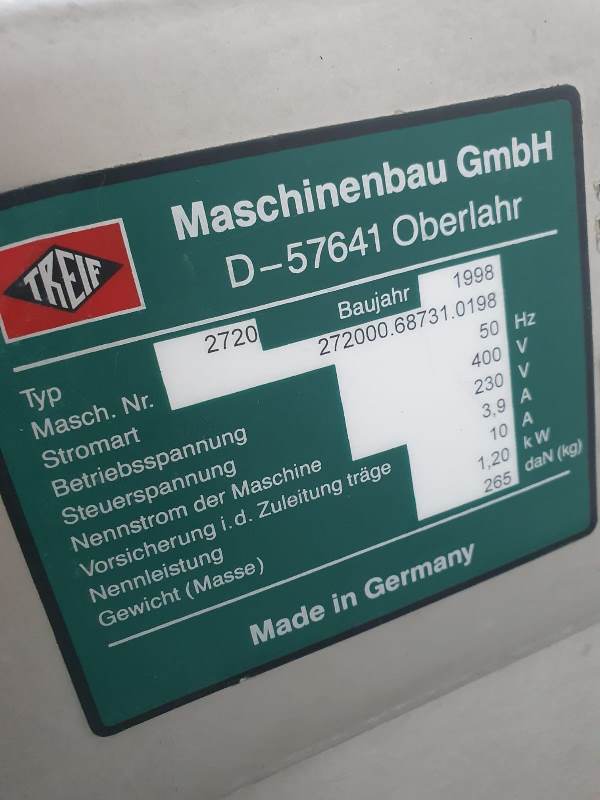 TREIF
Maschinenbau GmbH
D-57641 Oberlahr
Typ 2720 Baujahr 1998
Masch. Nr. 272000.68731.0198
Stromart 50 Hz
Betriebsspannung 400 V
Steuerspannung 230 V
Nennstrom der Maschine 3,9 A
Vorsicherung i.d. Zuleitung träge 10 A
Nennleistung 1,20 kW
Gewicht (Masse) 265 daN (kg)
Made in Germany